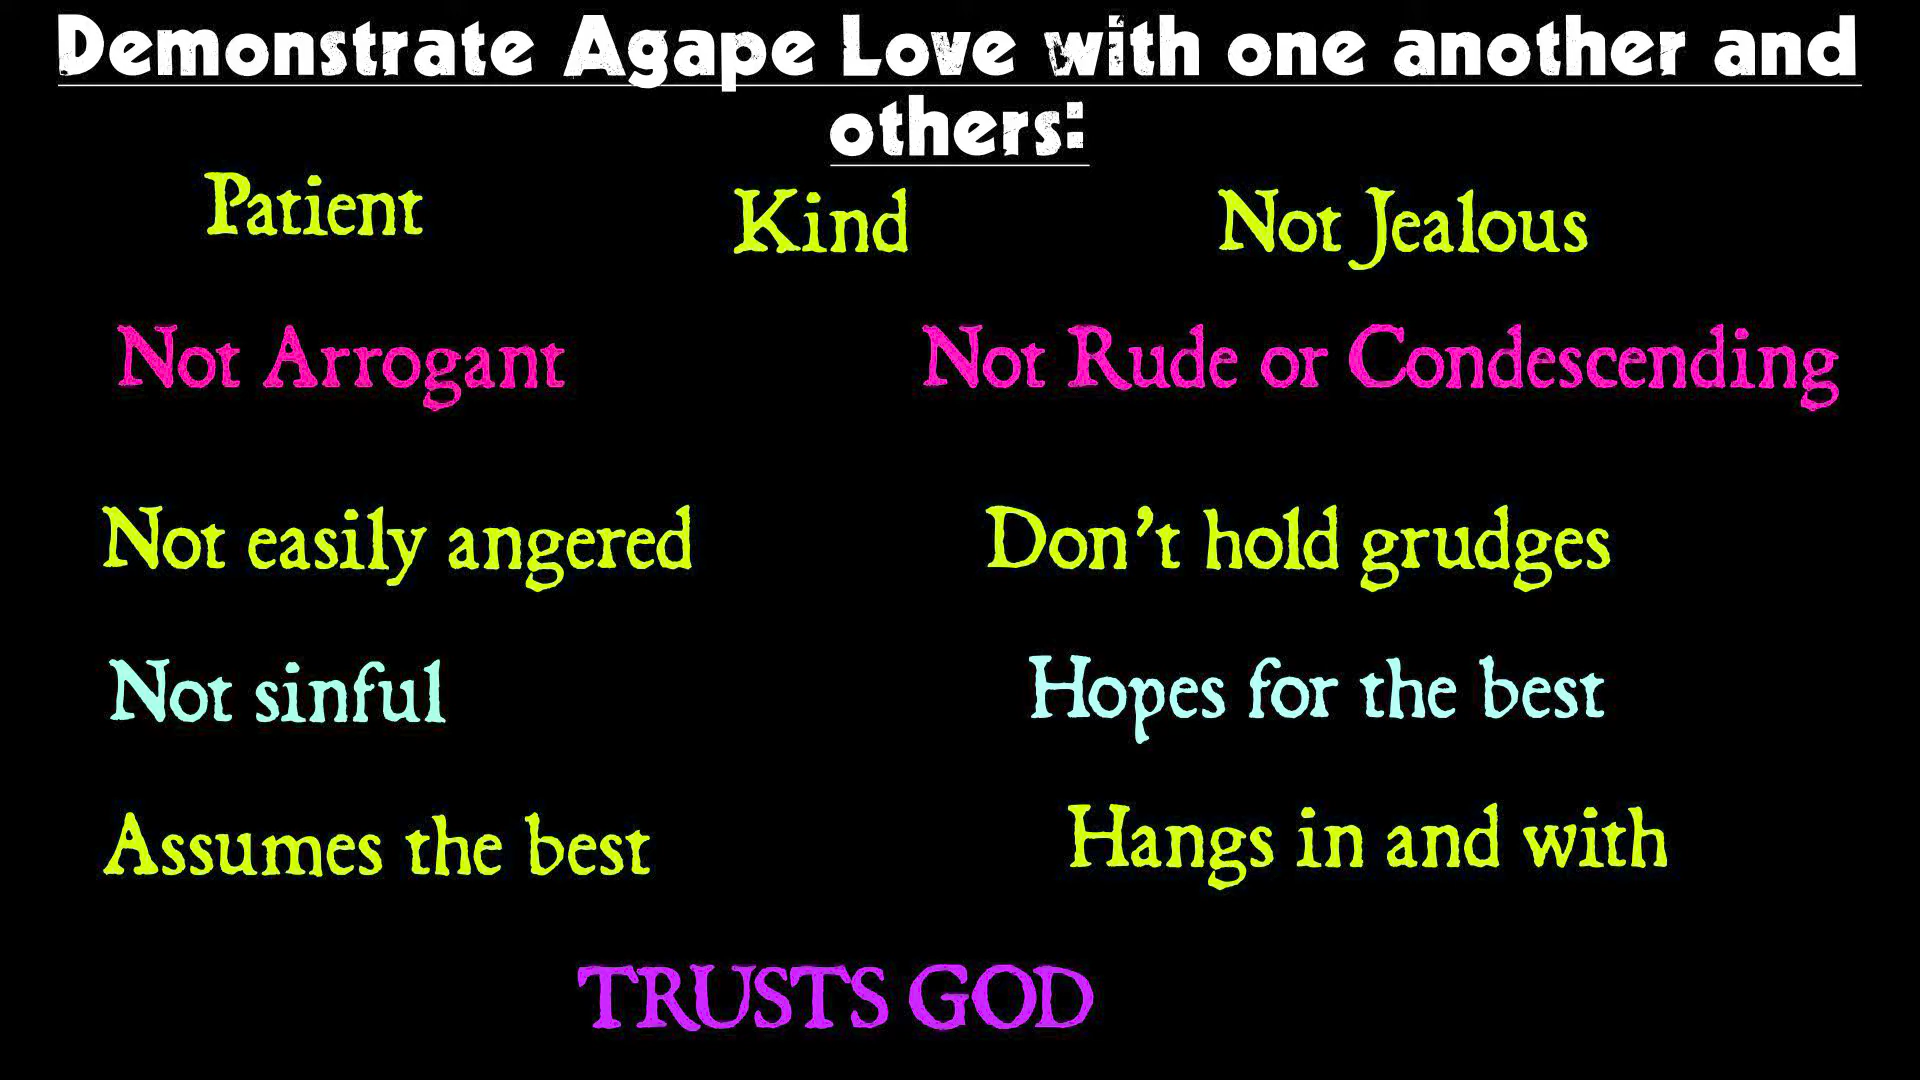 Demonstrate Agape Love with one another and
others:
Patient
Kind
Not Jealous
Not Arrogant
Not Rude or Condescending
Not easily angered
Don't hold grudges
Not sinful
Hopes for the best
Assumes the best
Hangs in and with
TRUSTS GOD